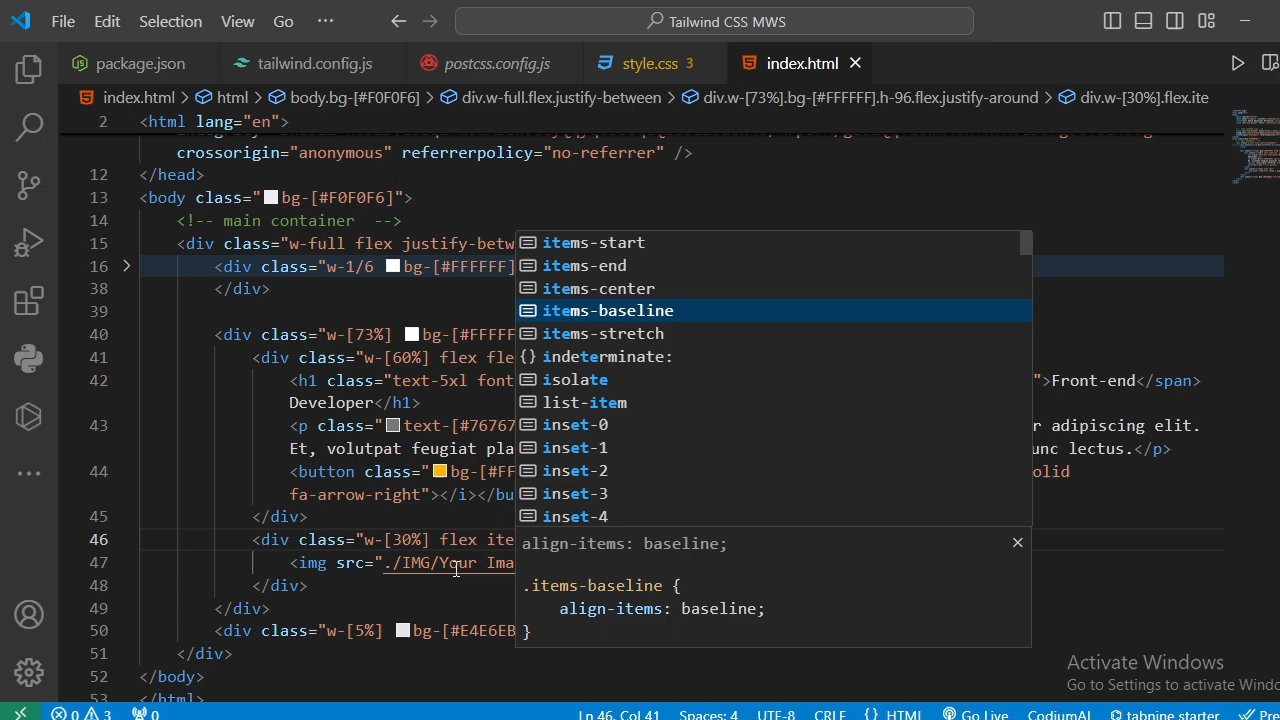 File Edit Selection View Go ··· Tailwind CSS MWS
package.json tailwind.config.js postcss.config.js style.css 3 index.html
index.html > html > body.bg-[#F0F0F6] > div.w-full.flex.justify-between > div.w-[73%].bg-[#FFFFFF].h-96.flex.justify-around > div.w-[30%].flex.ite
2 <html lang="en">
crossorigin="anonymous" referrerpolicy="no-referrer" />
12 </head>
13 <body class="bg-[#F0F0F6]">
14 <!-- main container -->
15 <div class="w-full flex justify-betw
16 <div class="w-1/6 bg-[#FFFFFF]
38 </div>
39
40 <div class="w-[73%] bg-[#FFFFF
41 <div class="w-[60%] flex fle
42 <h1 class="text-5xl font ">Front-end</span>
Developer</h1>
43 <p class="text-[#76767 r adipiscing elit.
Et, volutpat feugiat pla unc lectus.</p>
44 <button class="bg-[#FF olid
fa-arrow-right"></i></bu
45 </div>
46 <div class="w-[30%] flex ite
47 <img src="./IMG/Your Ima
48 </div>
49 </div>
50 <div class="w-[5%] bg-[#E4E6EB
51 </div>
52 </body>
53 </html>
items-start
items-end
items-center
items-baseline
items-stretch
{} indeterminate:
isolate
list-item
inset-0
inset-1
inset-2
inset-3
inset-4
align-items: baseline;
.items-baseline {
align-items: baseline;
}
Activate Windows
Go to Settings to activate Windo
0 3 0 Ln 46, Col 41 Spaces: 4 UTF-8 CRLF {} HTML Go Live CodiumAI tabnine starter Pre